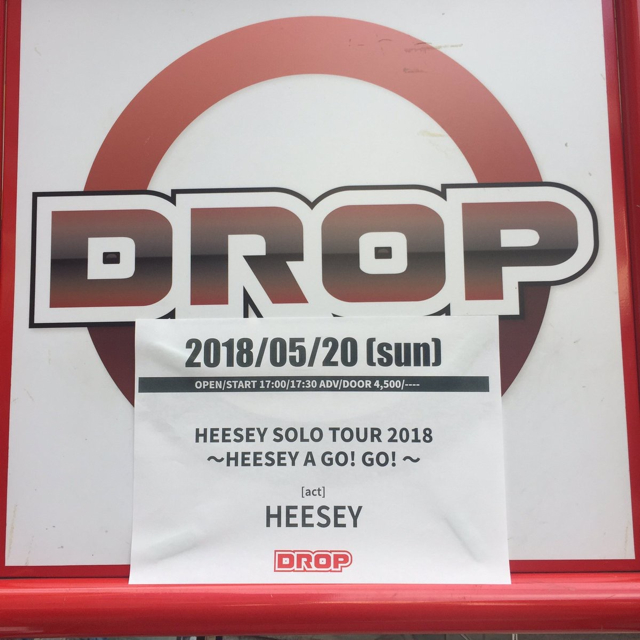 DROP
2018/05/20 (sun)
OPEN/START 17:00/17:30 ADV/DOOR 4,500/----
HEESEY SOLO TOUR 2018
～HEESEY A GO! GO! ～
[act]
HEESEY
DROP